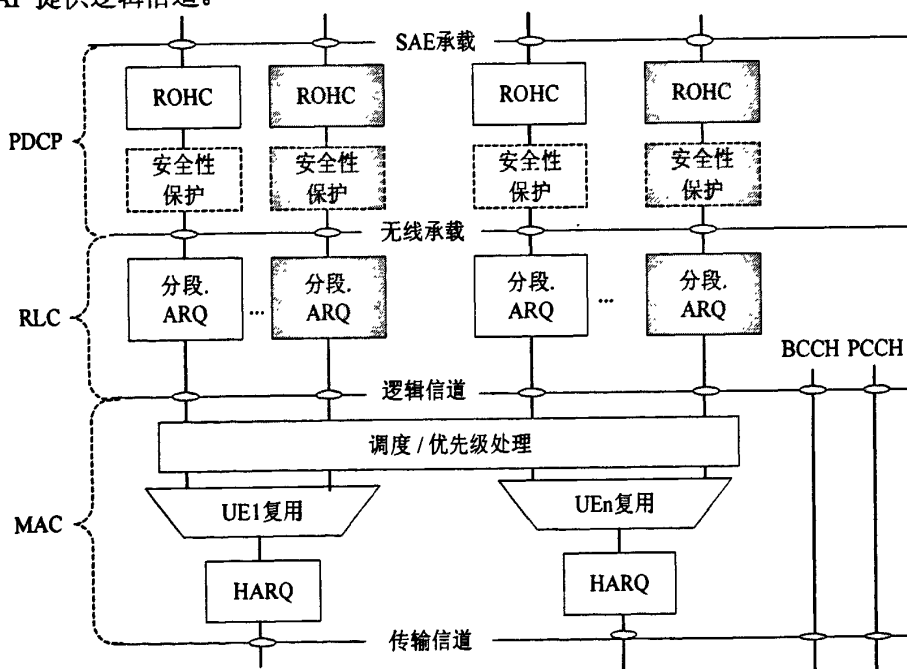 AP 提供逻辑信道。
SAE承载
ROHC ROHC ROHC ROHC
PDCP
安全性 安全性 安全性 安全性
保护 保护 保护 保护
无线承载
分段. 分段. 分段. 分段.
ARQ ... ARQ ARQ ... ARQ
RLC
BCCH PCCH
逻辑信道
调度 / 优先级处理
UE1复用 UEn复用
MAC
HARQ HARQ
传输信道